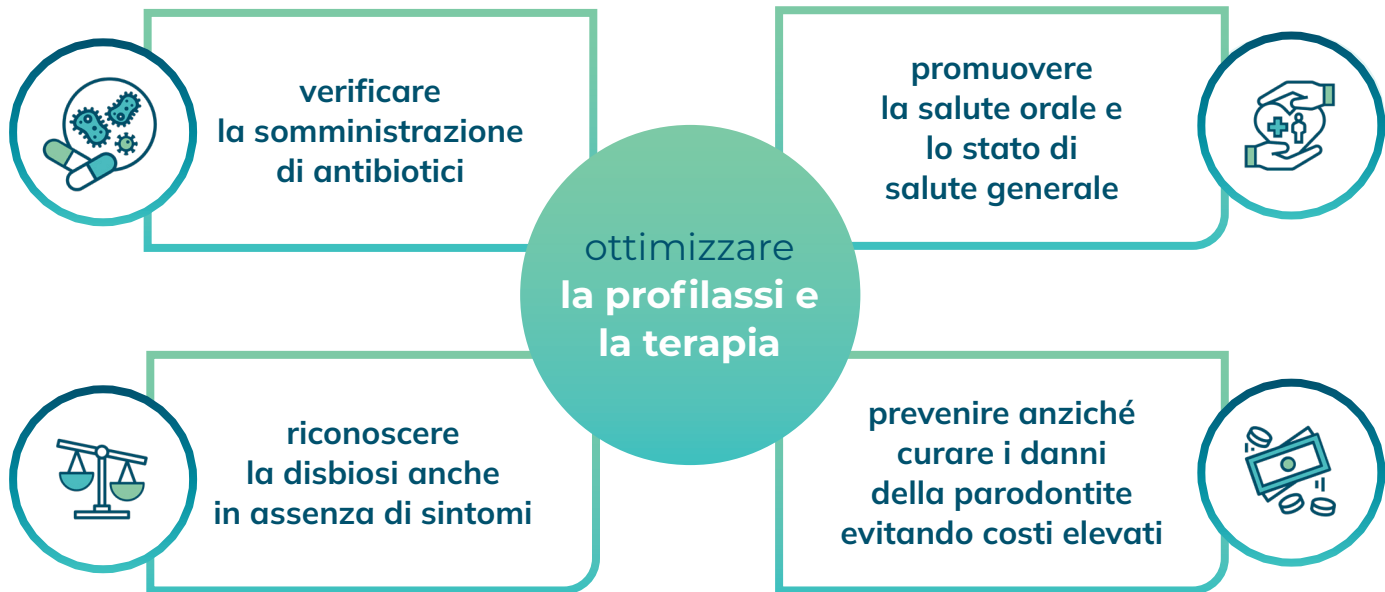 verificare
la somministrazione
di antibiotici
promuovere
la salute orale e
lo stato di
salute generale
ottimizzare
la profilassi e
la terapia
riconoscere
la disbiosi anche
in assenza di sintomi
prevenire anziché
curare i danni
della parodontite
evitando costi elevati